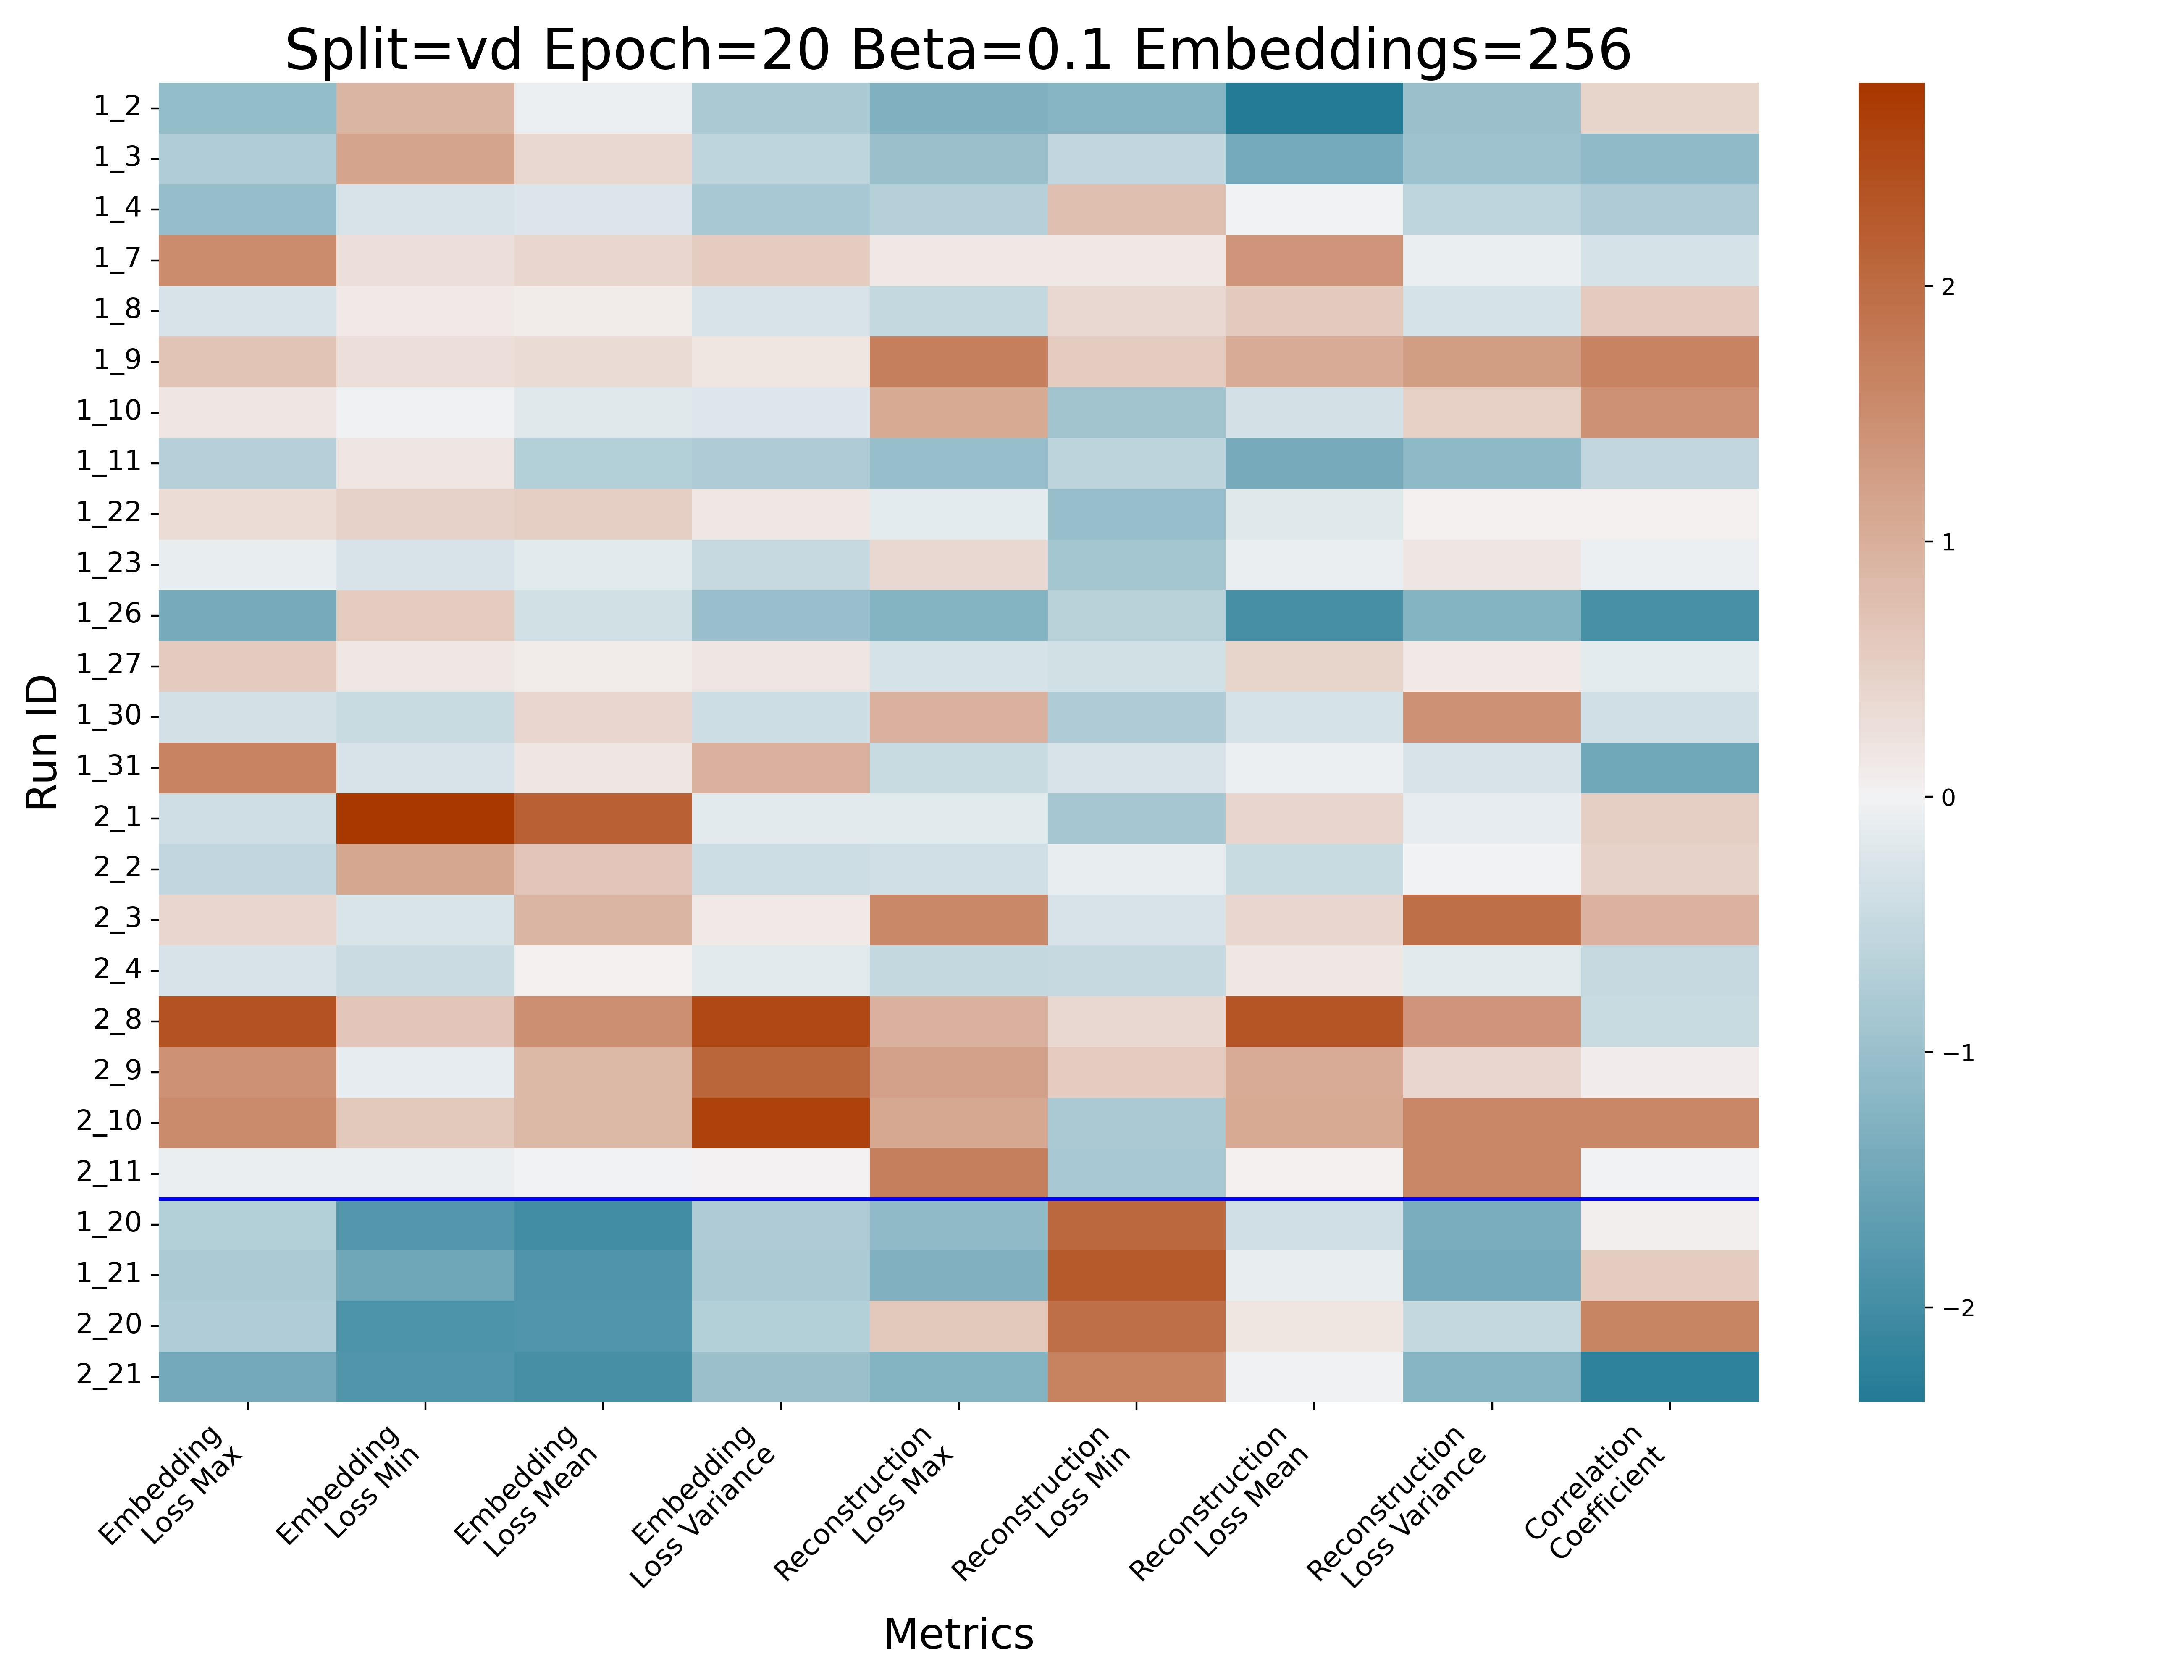 Split=vd Epoch=20 Beta=0.1 Embeddings=256
Run ID
1_2
1_3
1_4
1_7
1_8
1_9
1_10
1_11
1_22
1_23
1_26
1_27
1_30
1_31
2_1
2_2
2_3
2_4
2_8
2_9
2_10
2_11
1_20
1_21
2_20
2_21
Embedding
Loss Max
Embedding
Loss Min
Embedding
Loss Mean
Embedding
Loss Variance
Reconstruction
Loss Max
Reconstruction
Loss Min
Reconstruction
Loss Mean
Reconstruction
Loss Variance
Correlation
Coefficient
Metrics
2
1
0
−1
−2